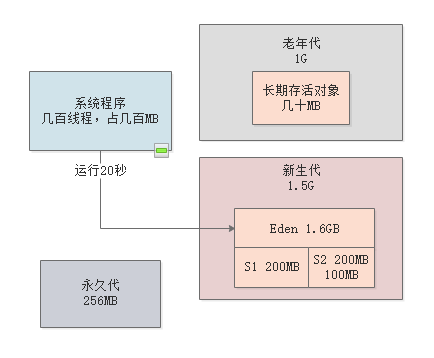 老年代
1G
长期存活对象
几十MB
系统程序
几百线程，占几百MB
运行20秒
新生代
1.5G
Eden 1.6GB
S1 200MB
S2 200MB
100MB
永久代
256MB